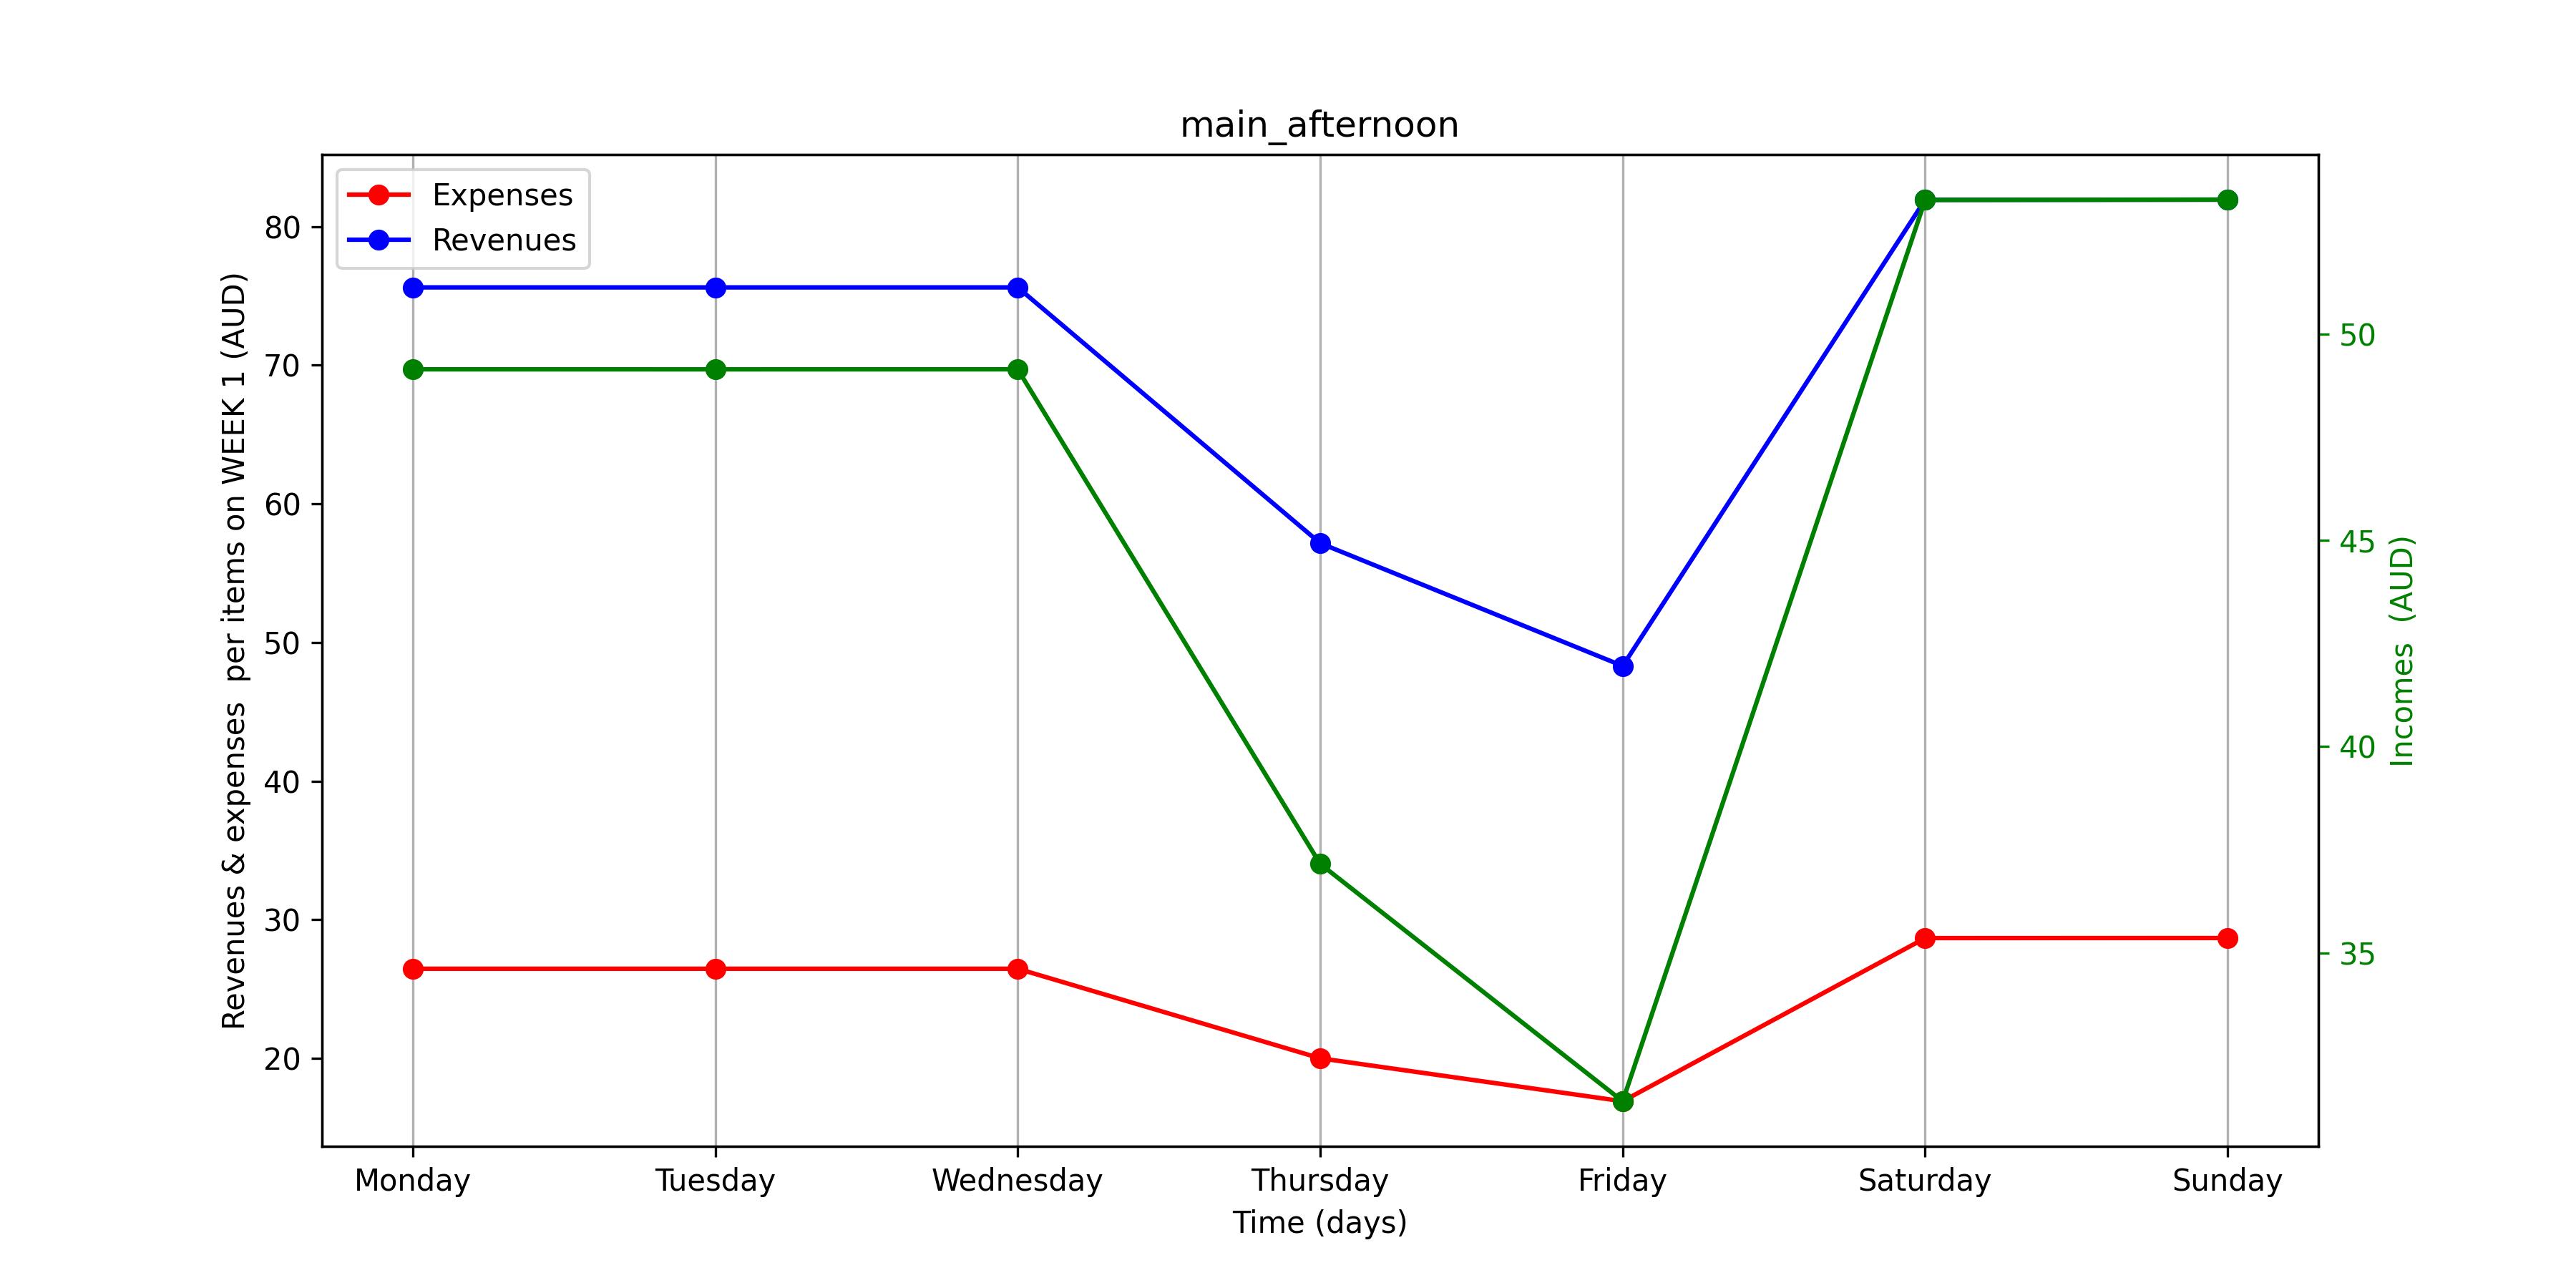 main_afternoon
Expenses
Revenues
80
70
60
50
40
30
20
Revenues & expenses  per items on WEEK 1 (AUD)
50
45
40
35
Incomes  (AUD)
Monday Tuesday Wednesday Thursday Friday Saturday Sunday
Time (days)